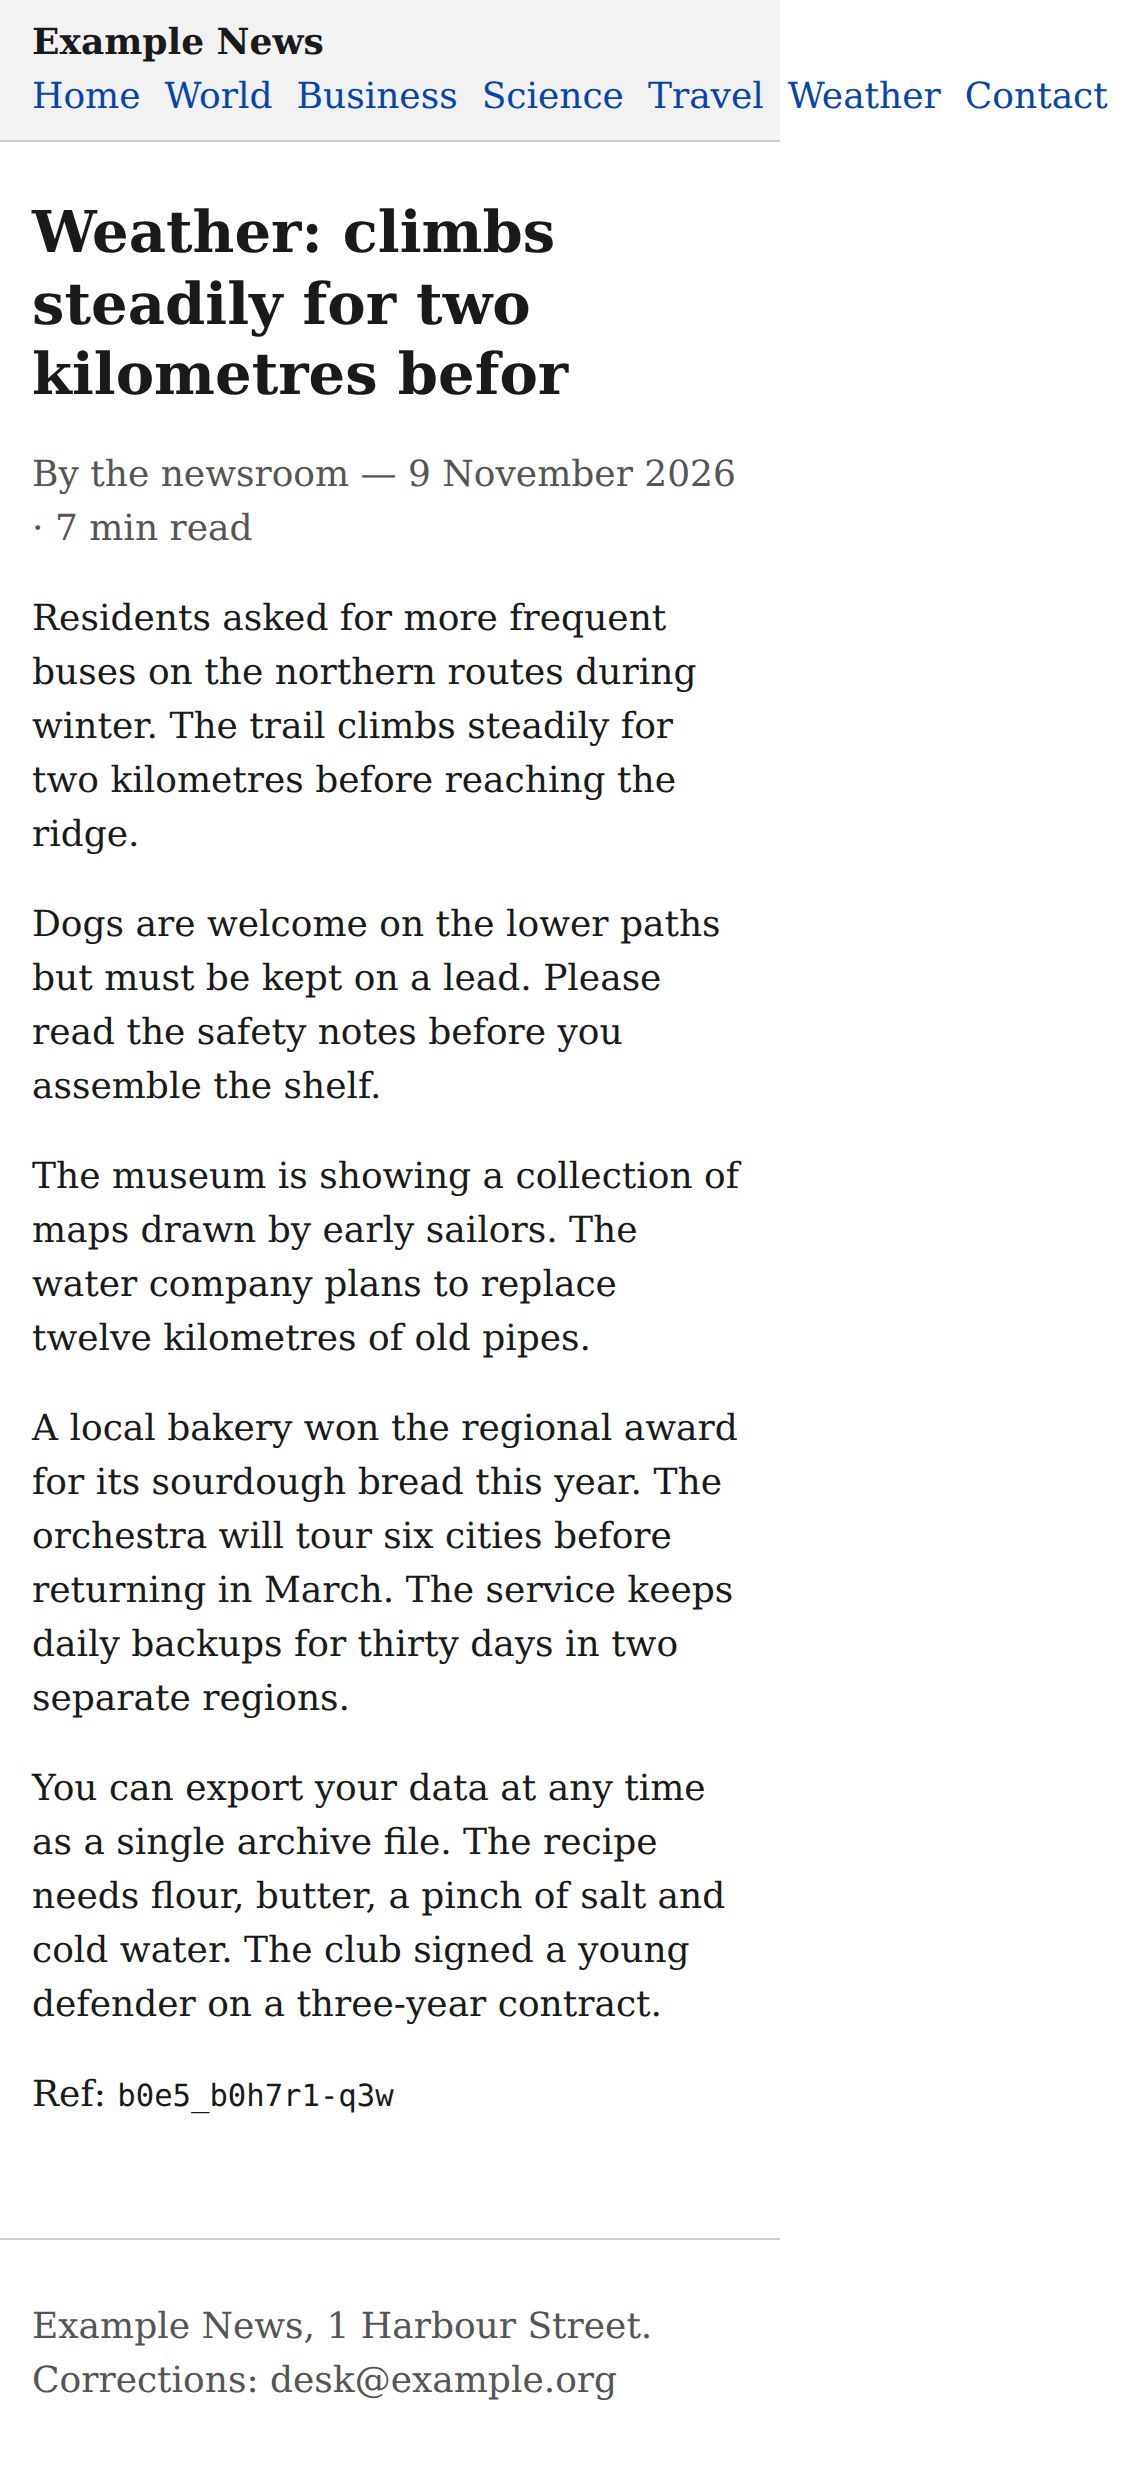 Example News
Home World Business Science Travel Weather Contact
Weather: climbs
steadily for two
kilometres befor
By the newsroom — 9 November 2026
· 7 min read
Residents asked for more frequent
buses on the northern routes during
winter. The trail climbs steadily for
two kilometres before reaching the
ridge.
Dogs are welcome on the lower paths
but must be kept on a lead. Please
read the safety notes before you
assemble the shelf.
The museum is showing a collection of
maps drawn by early sailors. The
water company plans to replace
twelve kilometres of old pipes.
A local bakery won the regional award
for its sourdough bread this year. The
orchestra will tour six cities before
returning in March. The service keeps
daily backups for thirty days in two
separate regions.
You can export your data at any time
as a single archive file. The recipe
needs flour, butter, a pinch of salt and
cold water. The club signed a young
defender on a three-year contract.
Ref: b0e5_b0h7r1-q3w
Example News, 1 Harbour Street.
Corrections: desk@example.org